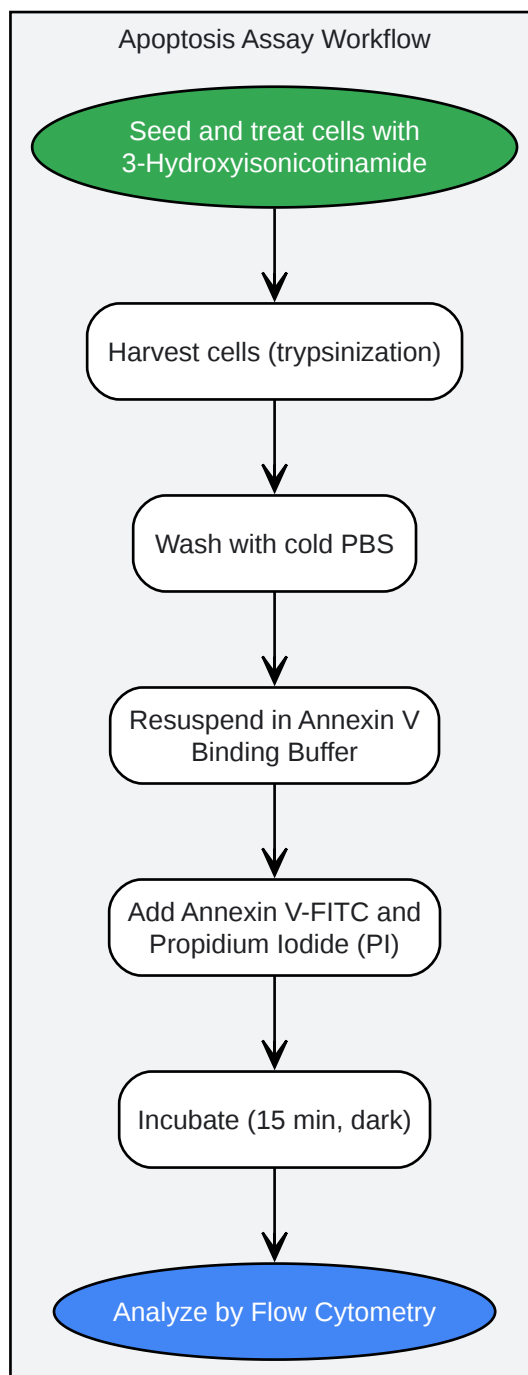 Apoptosis Assay Workflow
Seed and treat cells with
3-Hydroxyisonicotinamide
Harvest cells (trypsinization)
Wash with cold PBS
Resuspend in Annexin V
Binding Buffer
Add Annexin V-FITC and
Propidium Iodide (PI)
Incubate (15 min, dark)
Analyze by Flow Cytometry